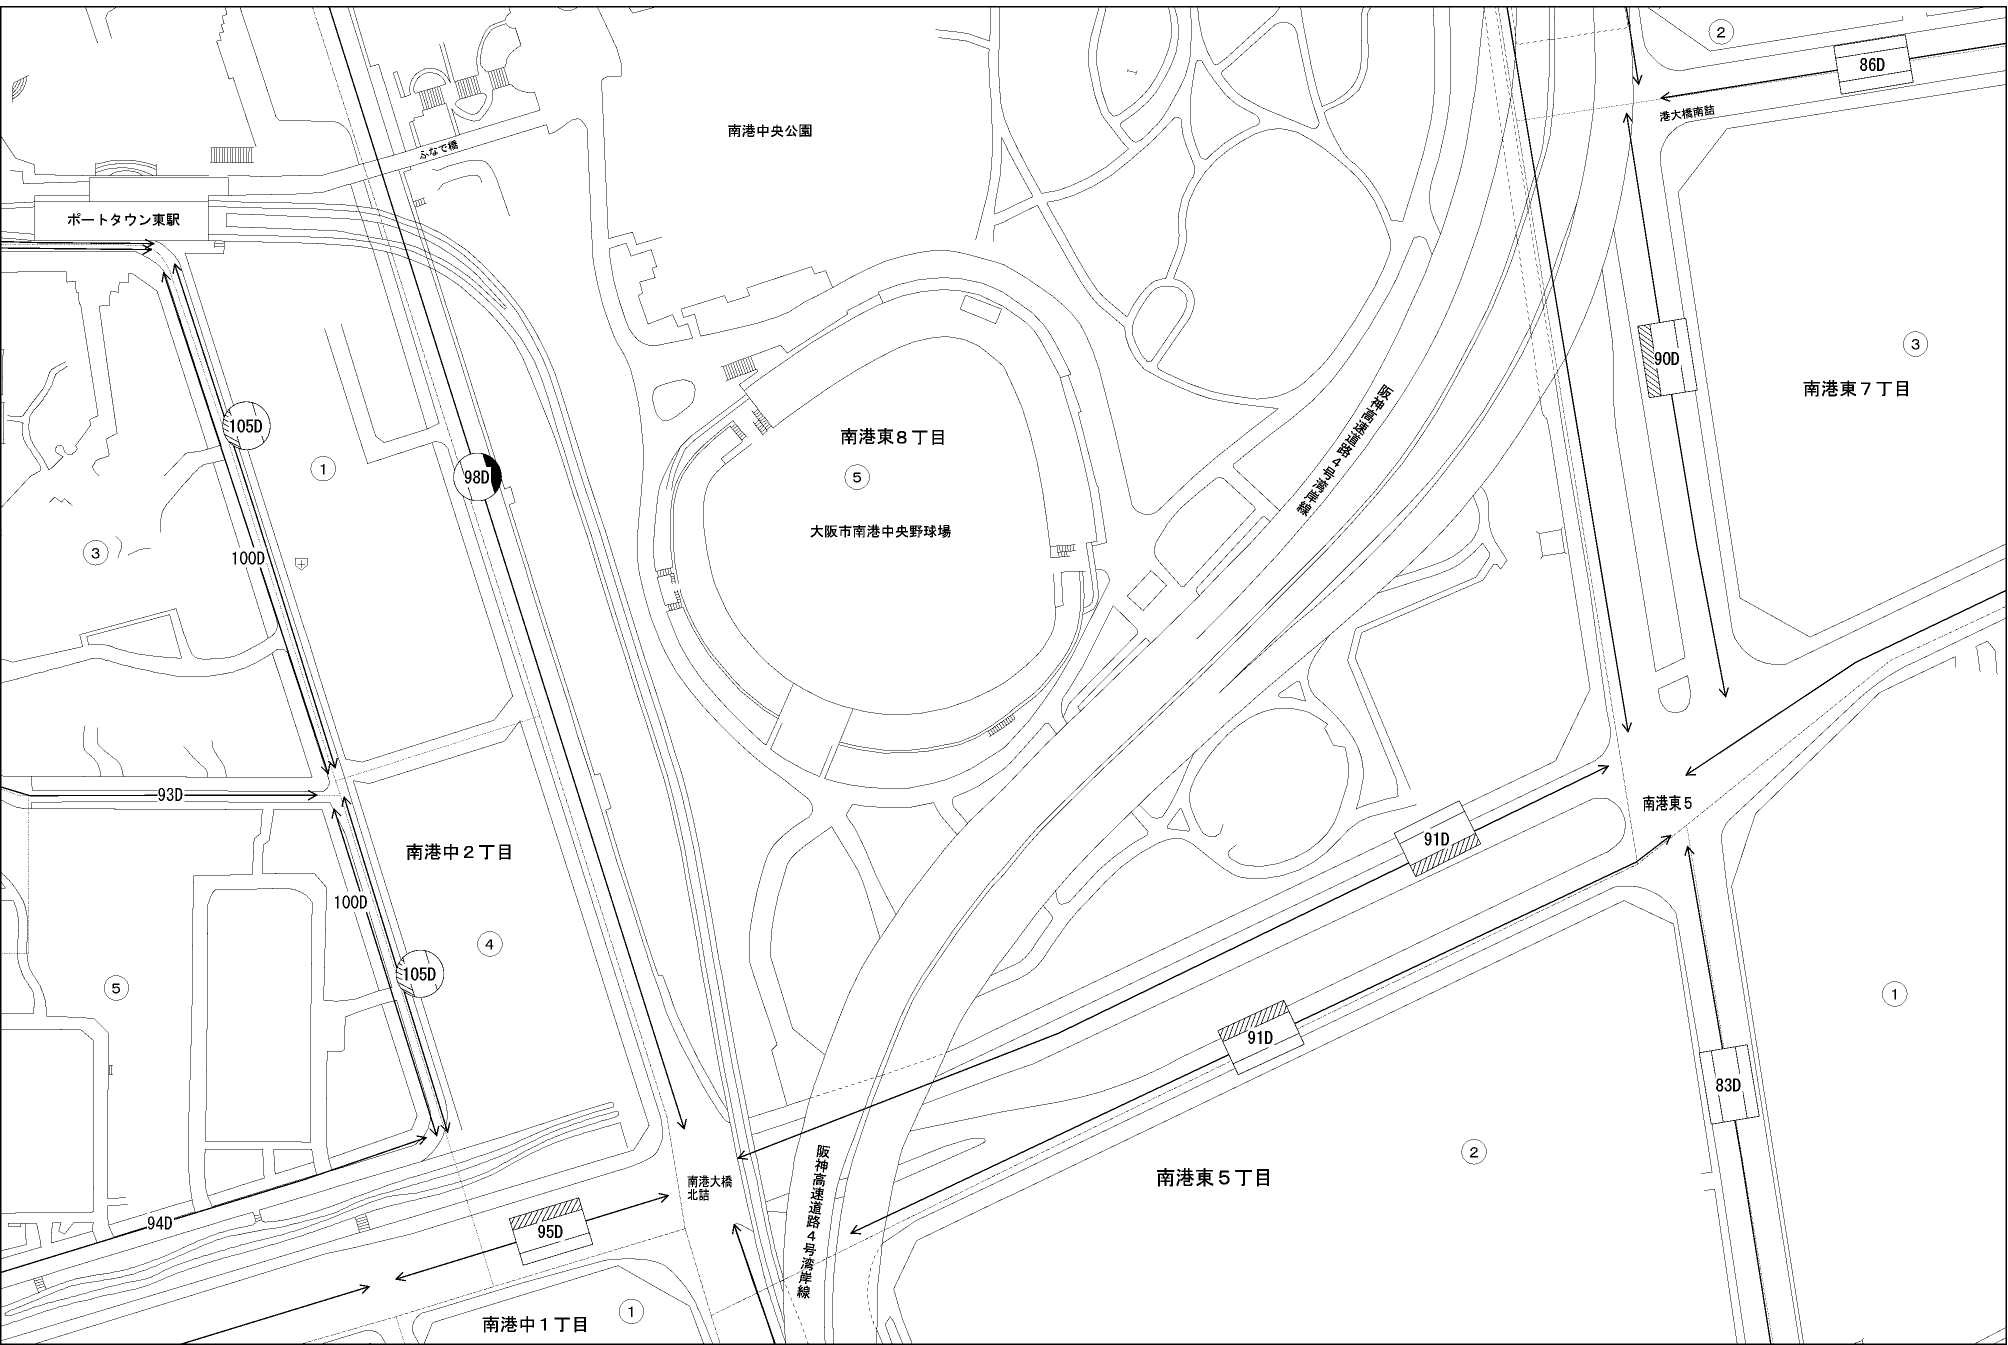 2
86D
港大橋南詰
南港中央公園
ふなで橋
ポートタウン東駅
90D
3
南港東７丁目
阪神高速道路４号湾岸線
105D
南港東８丁目
1
98D
5
大阪市南港中央野球場
3
100D
93D
南港東５
91D
南港中２丁目
100D
4
105D
5
1
91D
83D
2
南港東５丁目
阪神高速道路４号湾岸線
南港大橋
北詰
94D
95D
1
南港中１丁目